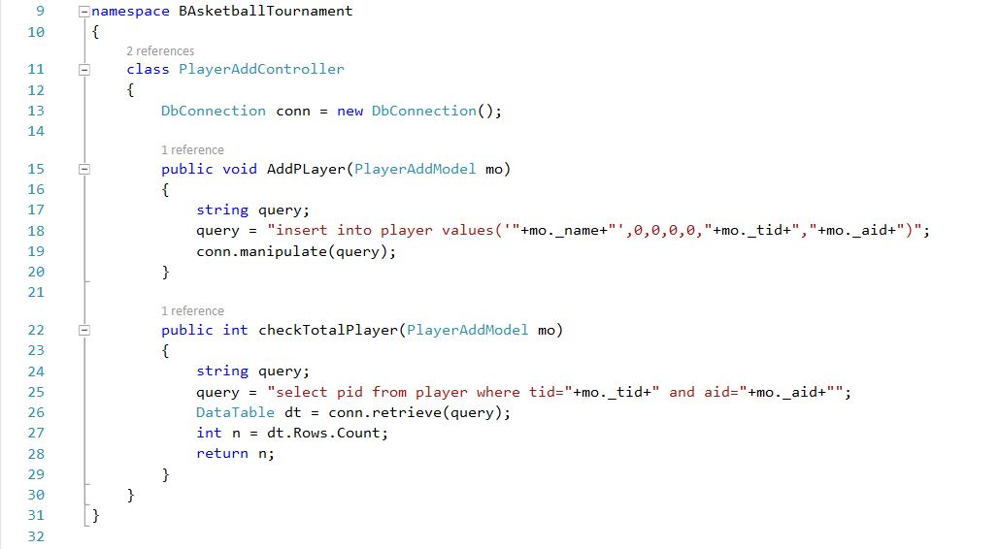 9 namespace BAsketballTournament
10 {
2 references
11 class PlayerAddController
12 {
13 DbConnection conn = new DbConnection();
14
1 reference
15 public void AddPLayer(PlayerAddModel mo)
16 {
17 string query;
18 query = "insert into player values('"+mo._name+"',0,0,0,0,"+mo._tid+","+mo._aid+")";
19 conn.manipulate(query);
20 }
21
1 reference
22 public int checkTotalPlayer(PlayerAddModel mo)
23 {
24 string query;
25 query = "select pid from player where tid="+mo._tid+" and aid="+mo._aid+"";
26 DataTable dt = conn.retrieve(query);
27 int n = dt.Rows.Count;
28 return n;
29 }
30 }
31 }
32